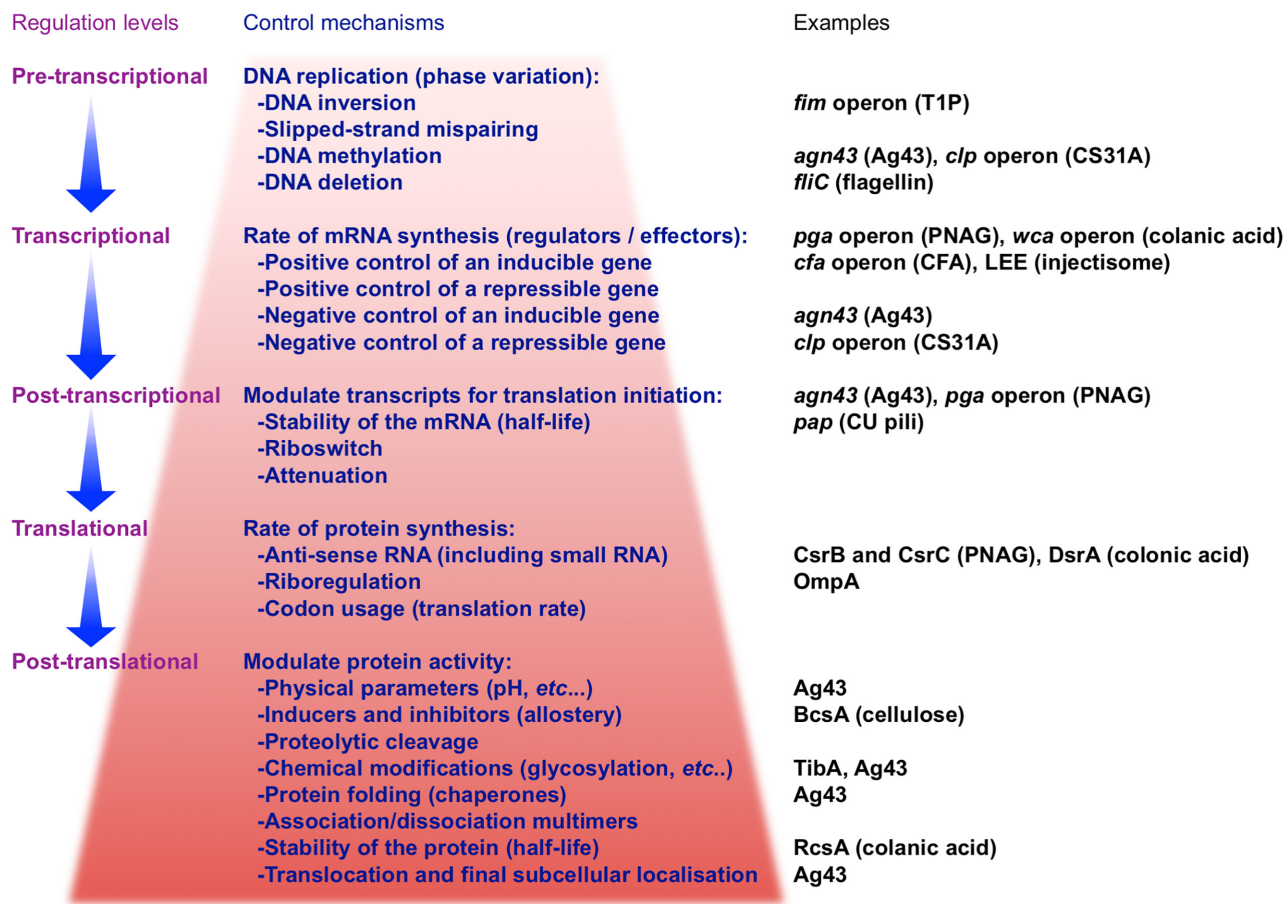 Regulation levels Control mechanisms Examples
Pre-transcriptional DNA replication (phase variation):
-DNA inversion fim operon (T1P)
-Slipped-strand mispairing
-DNA methylation agn43 (Ag43), clp operon (CS31A)
-DNA deletion fliC (flagellin)
Transcriptional Rate of mRNA synthesis (regulators / effectors): pga operon (PNAG), wca operon (colanic acid)
-Positive control of an inducible gene cfa operon (CFA), LEE (injectisome)
-Positive control of a repressible gene
-Negative control of an inducible gene agn43 (Ag43)
-Negative control of a repressible gene clp operon (CS31A)
Post-transcriptional Modulate transcripts for translation initiation: agn43 (Ag43), pga operon (PNAG)
-Stability of the mRNA (half-life) pap (CU pili)
-Riboswitch
-Attenuation
Translational Rate of protein synthesis:
-Anti-sense RNA (including small RNA) CsrB and CsrC (PNAG), DsrA (colonic acid)
-Riboregulation OmpA
-Codon usage (translation rate)
Post-translational Modulate protein activity:
-Physical parameters (pH, etc...) Ag43
-Inducers and inhibitors (allostery) BcsA (cellulose)
-Proteolytic cleavage
-Chemical modifications (glycosylation, etc..) TibA, Ag43
-Protein folding (chaperones) Ag43
-Association/dissociation multimers
-Stability of the protein (half-life) RcsA (colanic acid)
-Translocation and final subcellular localisation Ag43